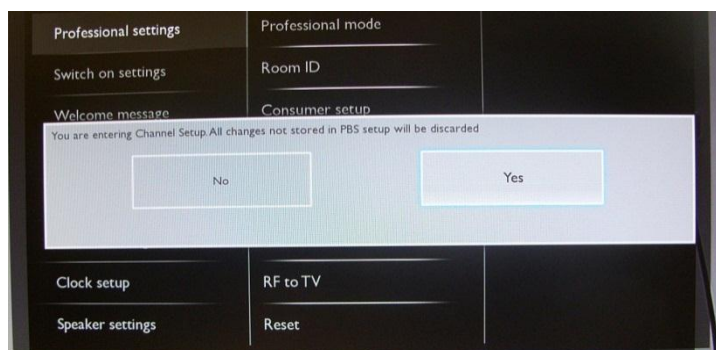 Professional settings
Professional mode
Switch on settings
Room ID
Welcome message
Consumer setup
You are entering Channel Setup. All changes not stored in PBS setup will be discarded
No
Yes
Clock setup
RF to TV
Speaker settings
Reset